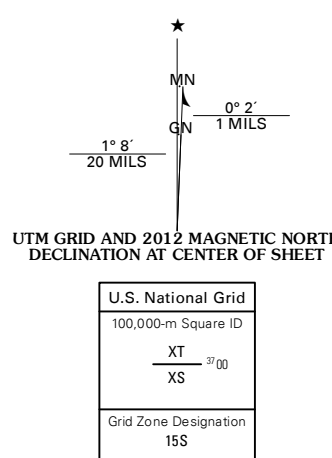 ★
MN
GN
0° 2´
1 MILS
1° 8´
20 MILS
UTM GRID AND 2012 MAGNETIC NORTH
DECLINATION AT CENTER OF SHEET
U.S. National Grid
100,000-m Square ID
XT
3700
XS
Grid Zone Designation
15S